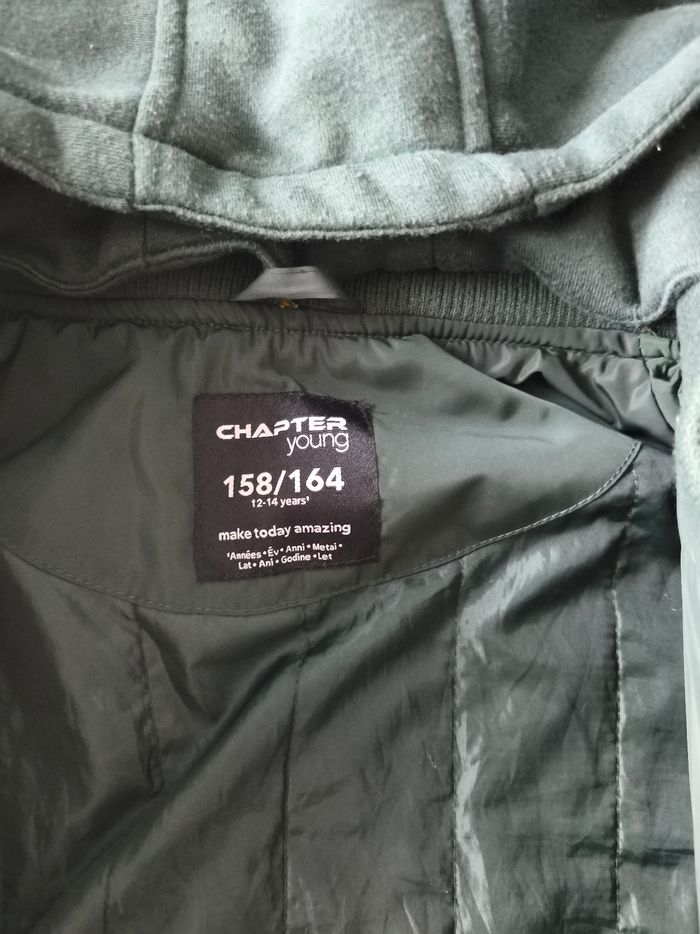 CHAPTER
young
158/164
12-14 years¹
make today amazing
¹Années • Év • Anni • Metai •
Lat • Ani • Godine • Let